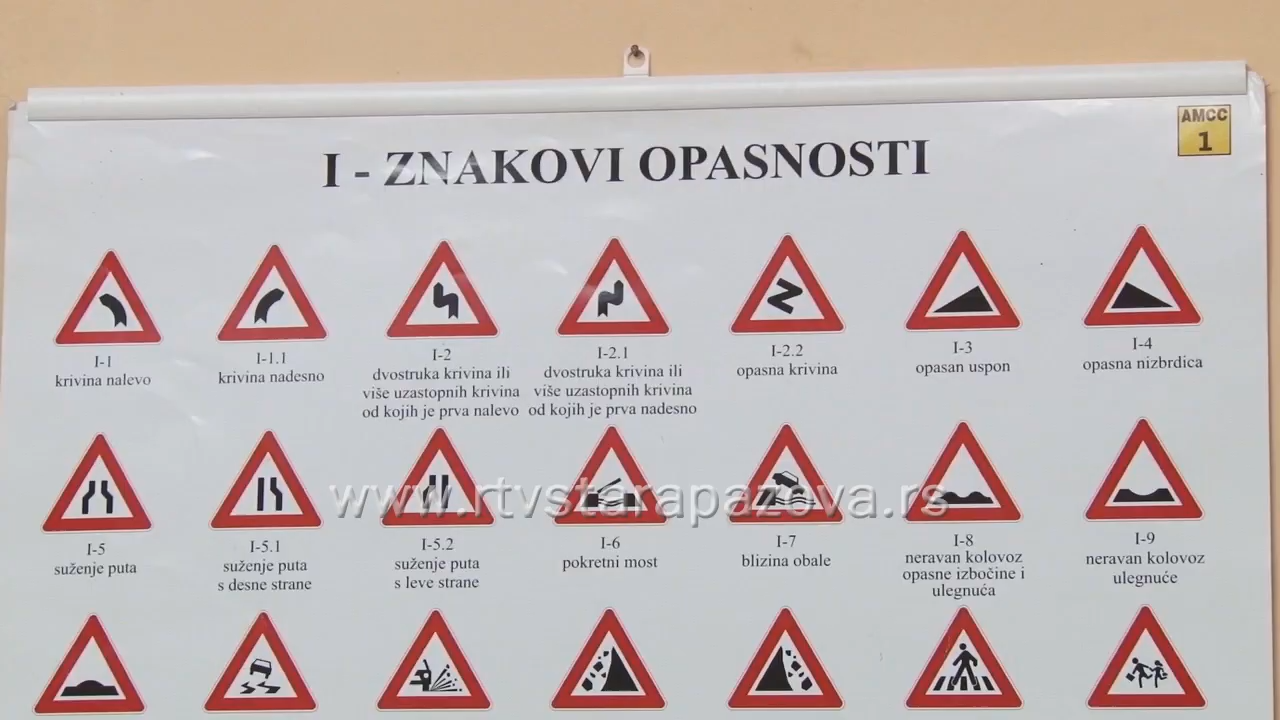 AMCC
1
I - ZNAKOVI OPASNOSTI
I-1
krivina nalevo
I-1.1
krivina nadesno
I-2
dvostruka krivina ili
više uzastopnih krivina
od kojih je prva nalevo
I-2.1
dvostruka krivina ili
više uzastopnih krivina
od kojih je prva nadesno
I-2.2
opasna krivina
I-3
opasan uspon
I-4
opasna nizbrdica
www.rtvstarapazova.rs
I-5
suženje puta
I-5.1
suženje puta
s desne strane
I-5.2
suženje puta
s leve strane
I-6
pokretni most
I-7
blizina obale
I-8
neravan kolovoz
opasne izbočine i
ulegnuća
I-9
neravan kolovoz
ulegnuće